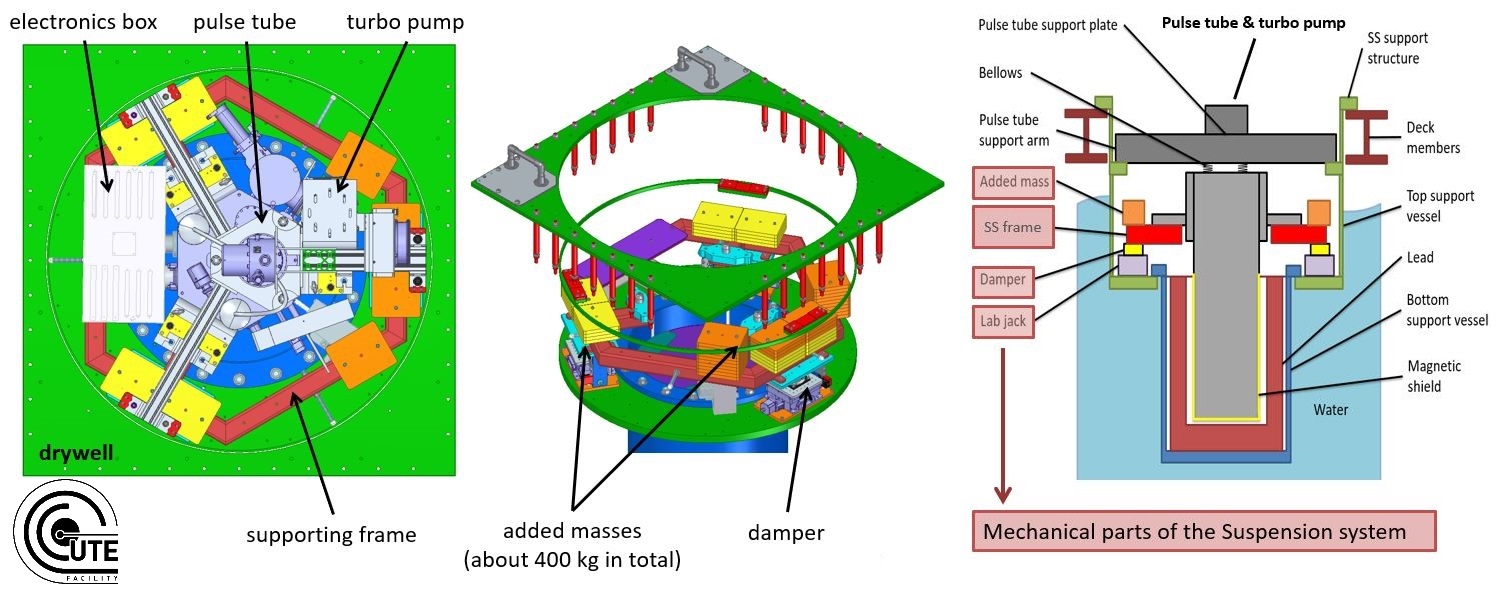 electronics box
pulse tube
turbo pump
drywell
supporting frame
CUTE
FACILITY
added masses
(about 400 kg in total)
damper
Pulse tube support plate
Pulse tube & turbo pump
SS support
structure
Bellows
Pulse tube
support arm
Deck
members
Added mass
SS frame
Top support
vessel
Damper
Lead
Lab jack
Bottom
support vessel
Magnetic
shield
Water
Mechanical parts of the Suspension system